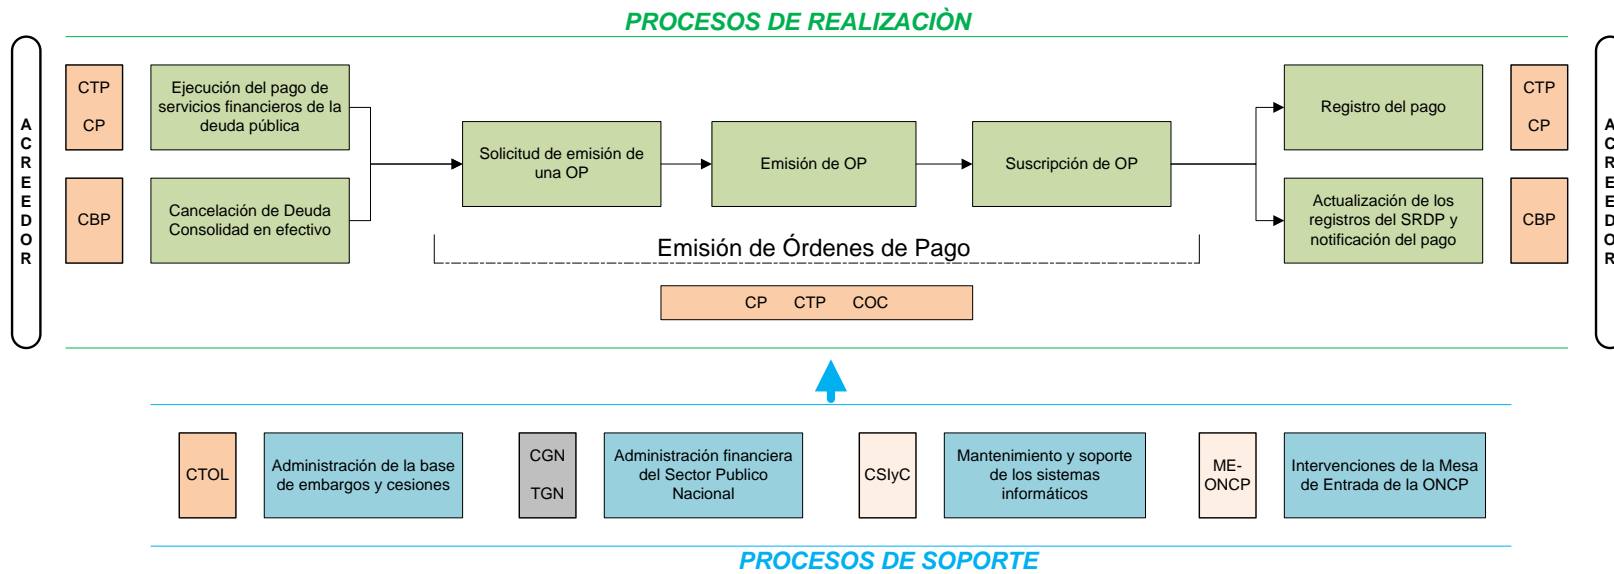 PROCESOS DE REALIZACIÒN
ACREEDOR
CTP
CP
Ejecución del pago de
servicios financieros de la
deuda pública
CBP
Cancelación de Deuda
Consolidad en efectivo
Solicitud de emisión de
una OP
Emisión de OP
Suscripción de OP
Registro del pago
CTP
CP
Actualización de los
registros del SRDP y
notificación del pago
CBP
ACREEDOR
Emisión de Órdenes de Pago
CP CTP COC
CTOL
Administración de la base
de embargos y cesiones
CGN
TGN
Administración financiera
del Sector Publico
Nacional
CSIyC
Mantenimiento y soporte
de los sistemas
informáticos
ME-
ONCP
Intervenciones de la Mesa
de Entrada de la ONCP
PROCESOS DE SOPORTE